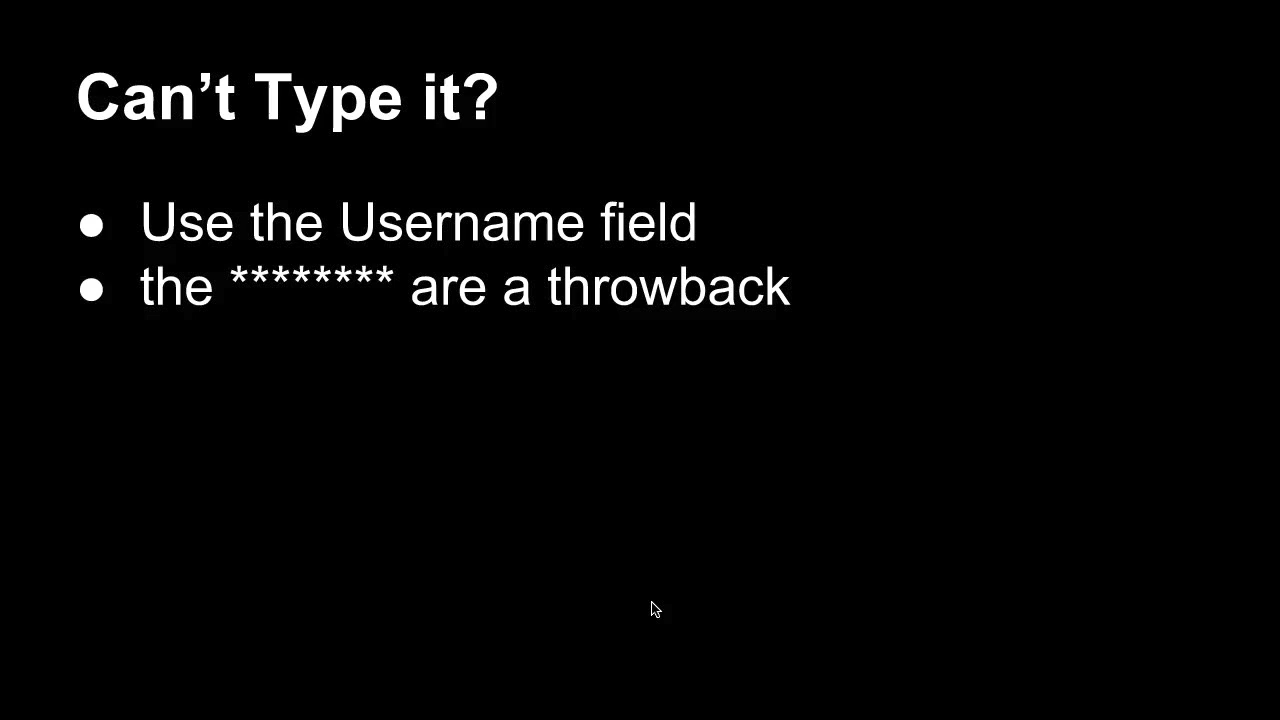 Can’t Type it?
● Use the Username field
● the ******** are a throwback